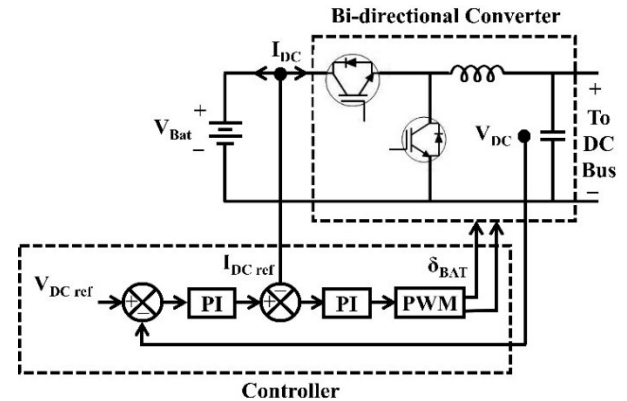 Bi-directional Converter
I_DC
+
V_Bat
−
V_DC
+
To
DC
Bus
−
I_DC ref
δ_BAT
V_DC ref
+
−
PI
+
−
PI
PWM
Controller